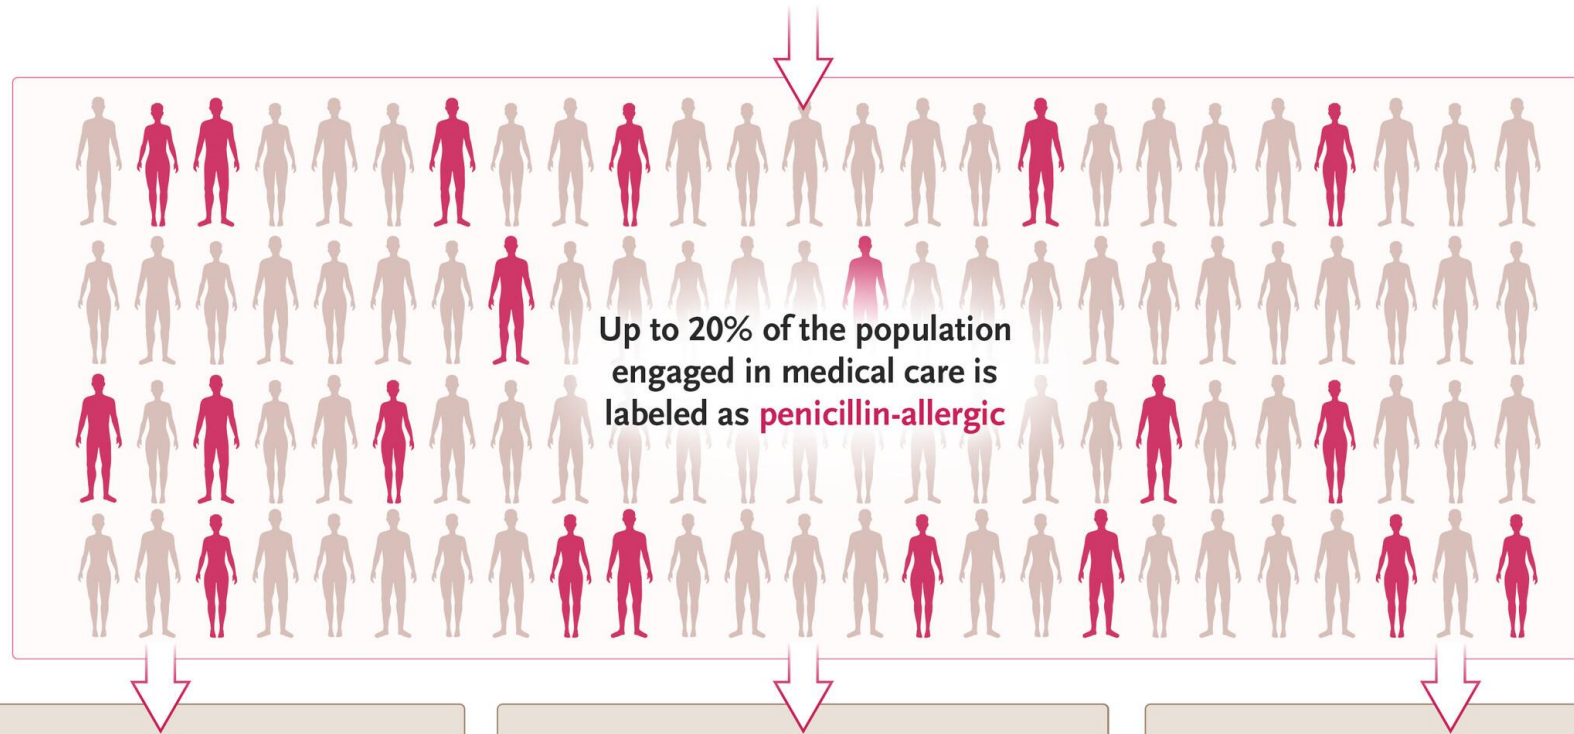 Up to 20% of the population
engaged in medical care is
labeled as penicillin-allergic